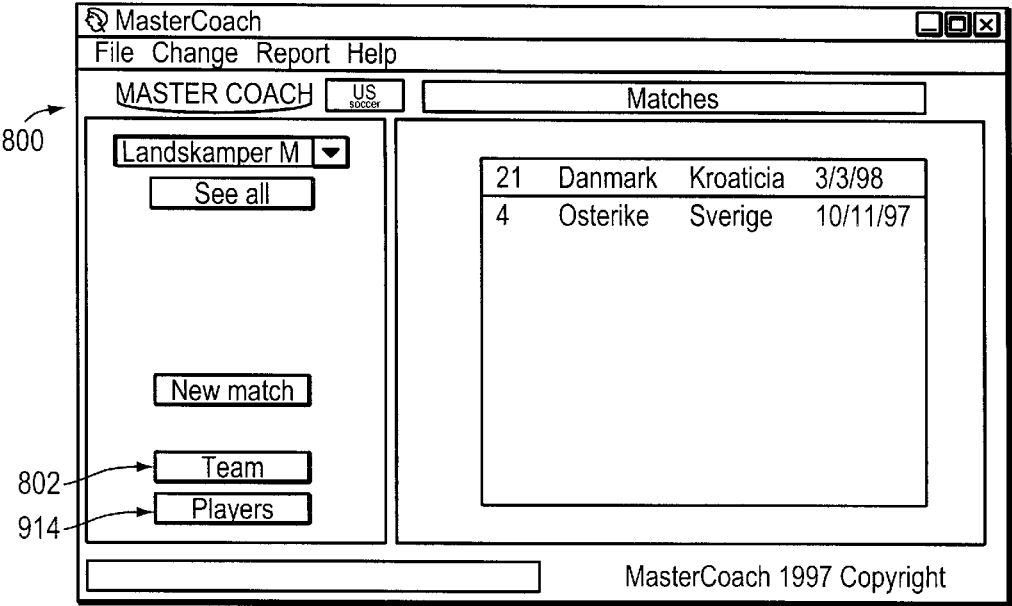 MasterCoach
File Change Report Help
MASTER COACH US soccer Matches
800
Landskamper M
See all
21 Danmark Kroaticia 3/3/98
4 Osterike Sverige 10/11/97
New match
802 Team
914 Players
MasterCoach 1997 Copyright